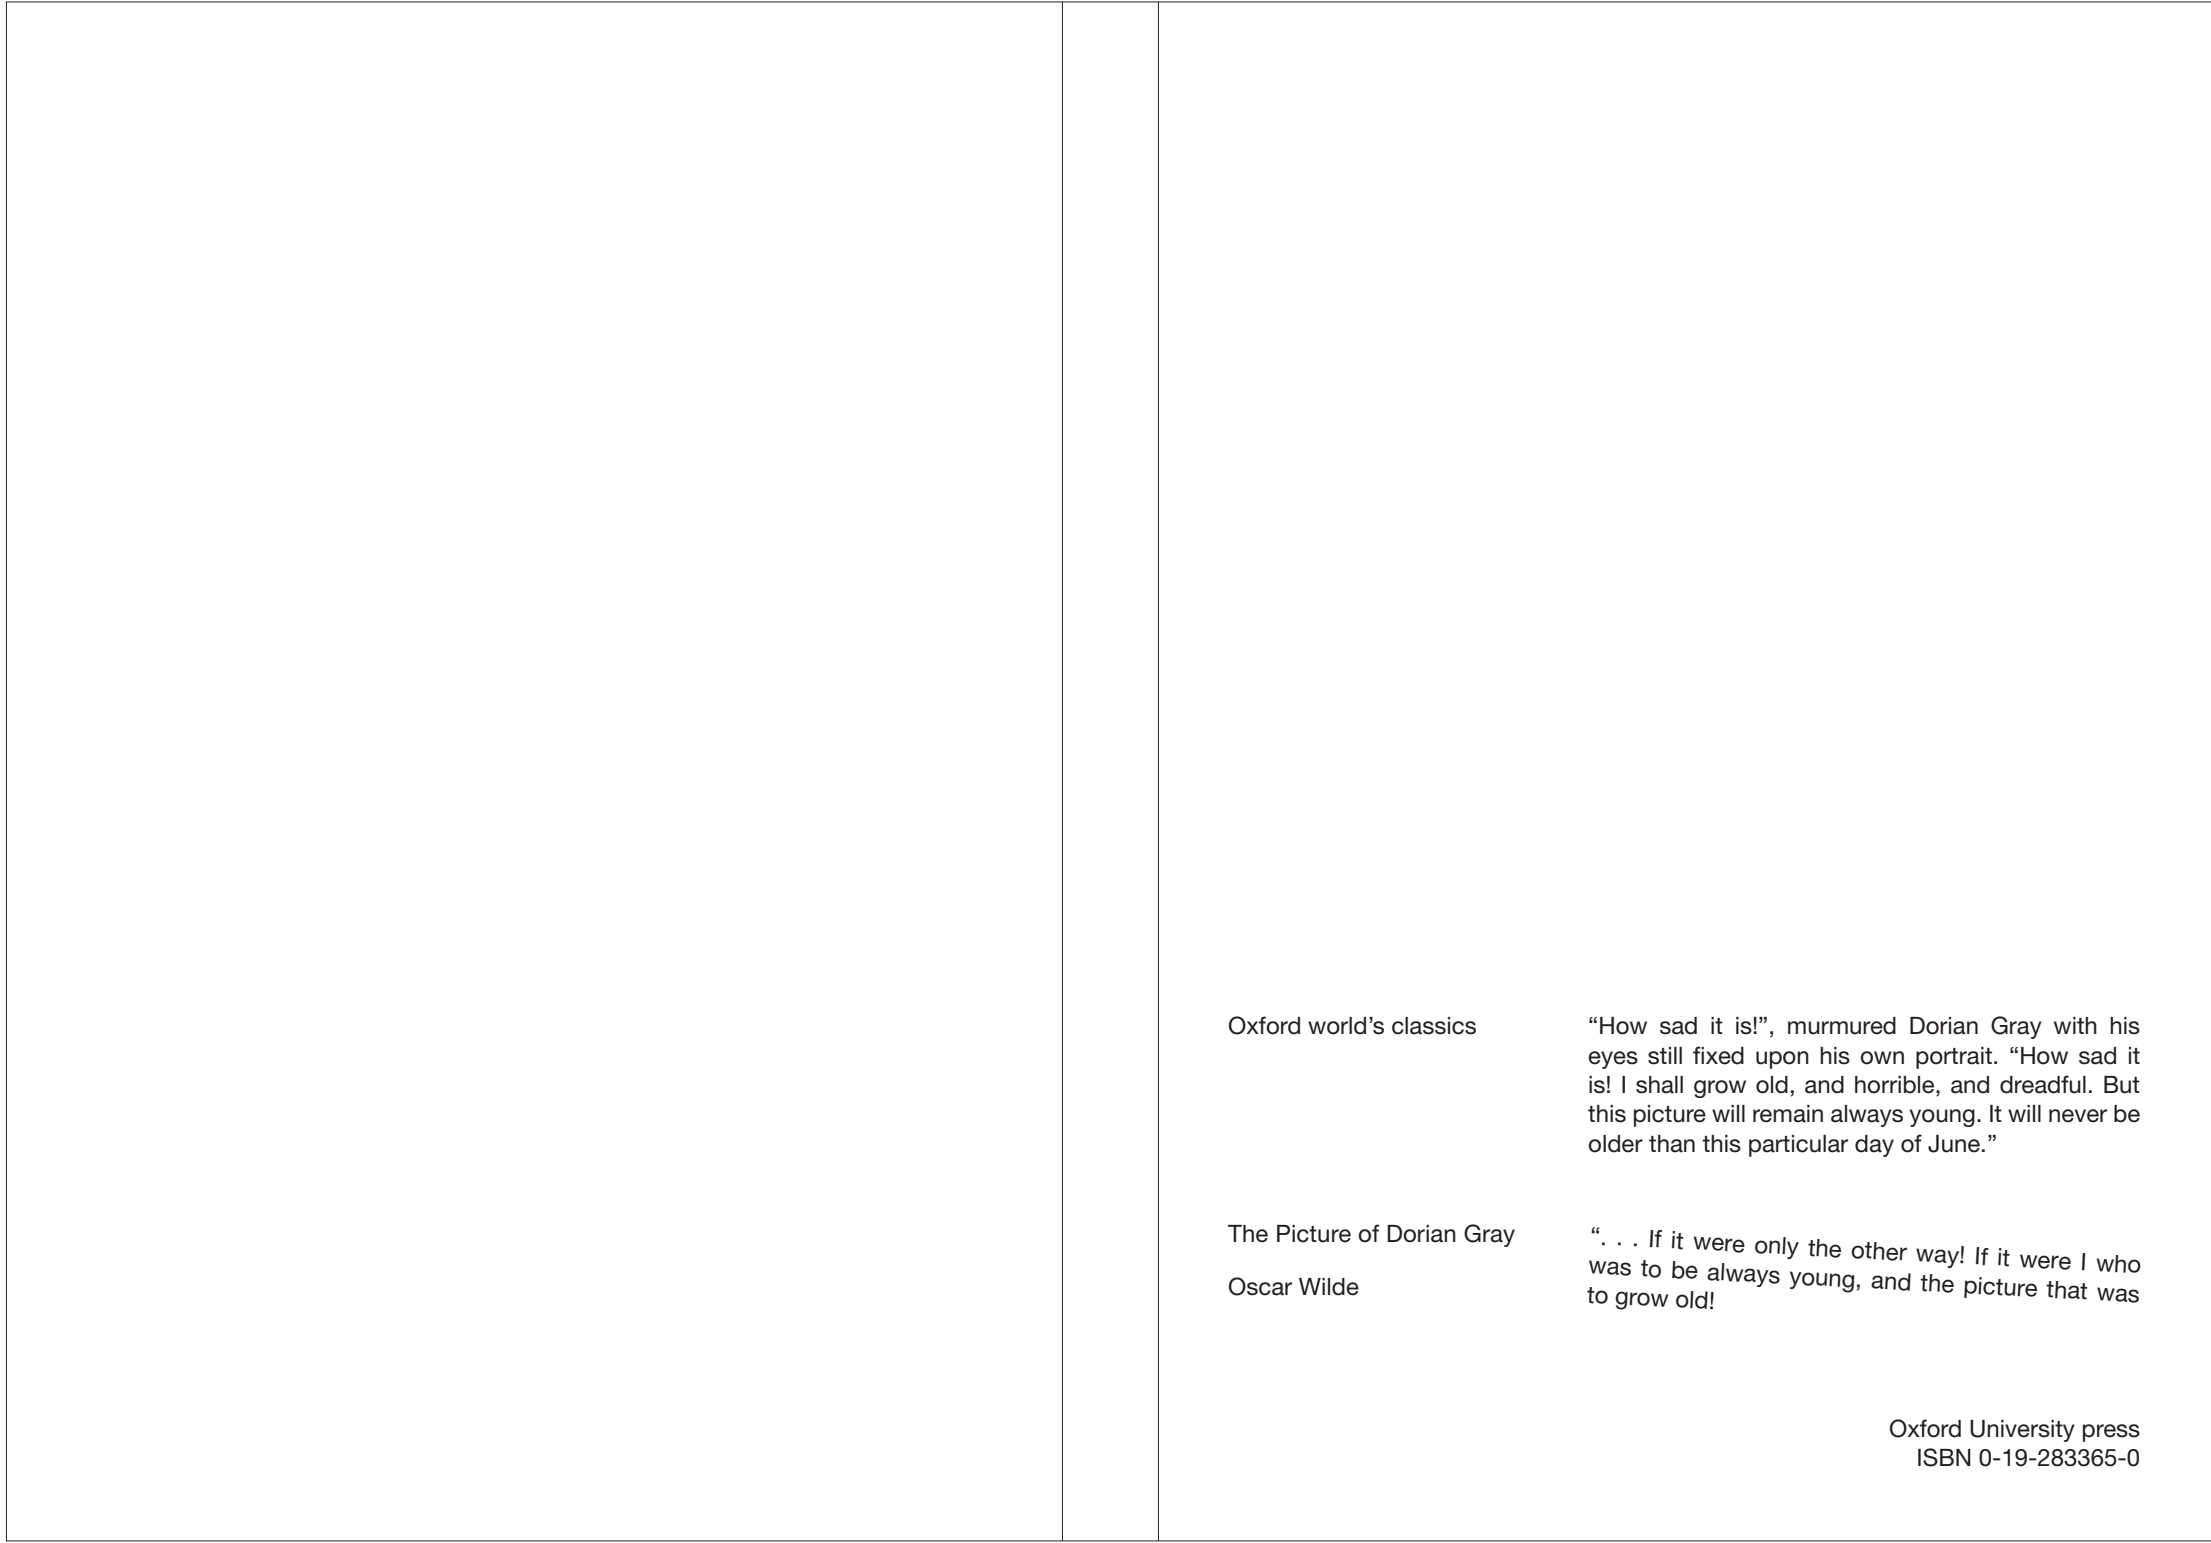 Oxford world’s classics
“How sad it is!”, murmured Dorian Gray with his
eyes still fixed upon his own portrait. “How sad it
is! I shall grow old, and horrible, and dreadful. But
this picture will remain always young. It will never be
older than this particular day of June.”
The Picture of Dorian Gray
Oscar Wilde
“. . . If it were only the other way! If it were I who
was to be always young, and the picture that was
to grow old!
Oxford University press
ISBN 0-19-283365-0